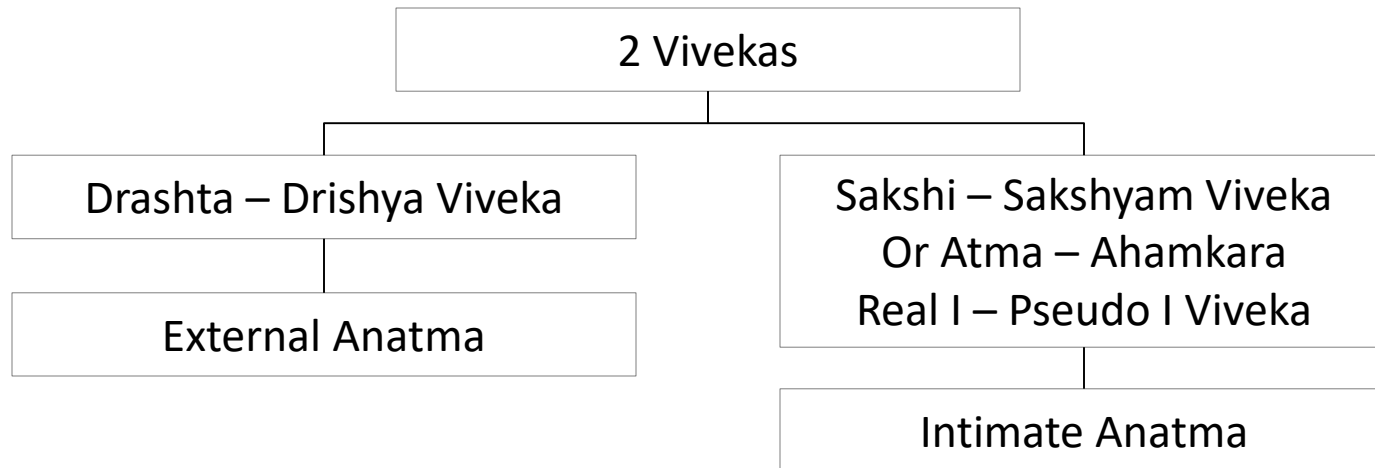 2 Vivekas
Drashta – Drishya Viveka
External Anatma
Sakshi – Sakshyam Viveka
Or Atma – Ahamkara
Real I – Pseudo I Viveka
Intimate Anatma